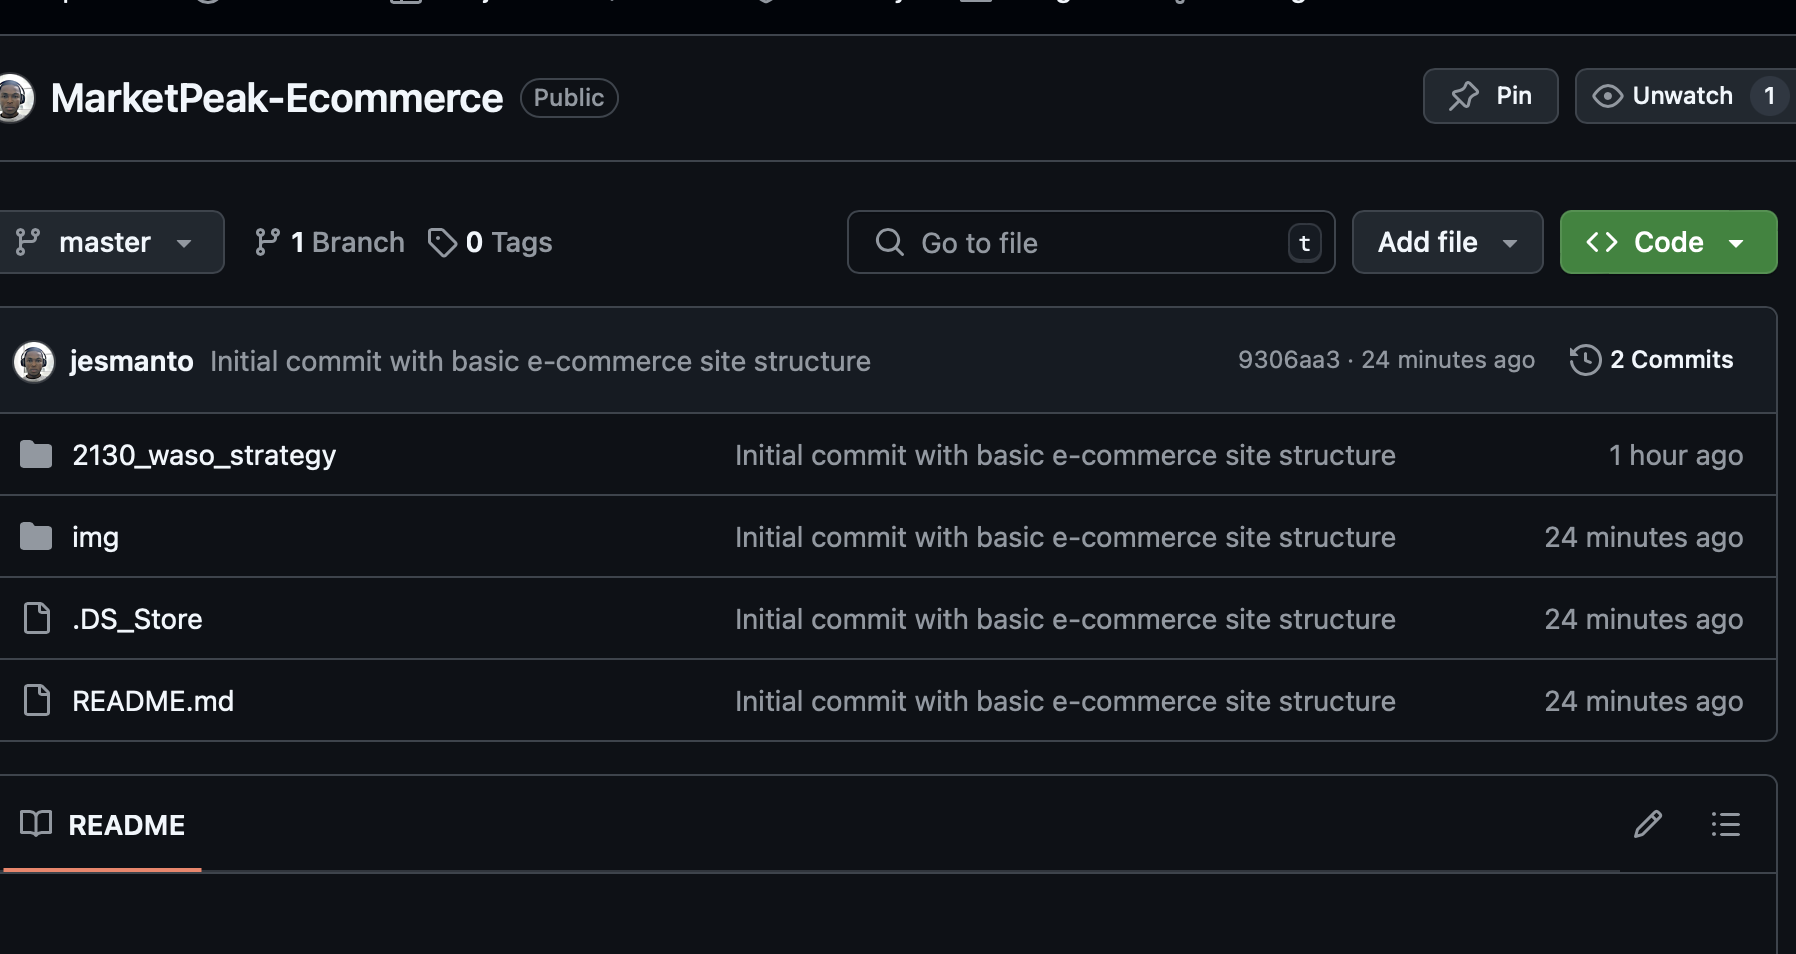 MarketPeak-Ecommerce Public Pin Unwatch 1
master 1 Branch 0 Tags Go to file t Add file Code
jesmanto Initial commit with basic e-commerce site structure 9306aa3 · 24 minutes ago 2 Commits
2130_waso_strategy Initial commit with basic e-commerce site structure 1 hour ago
img Initial commit with basic e-commerce site structure 24 minutes ago
.DS_Store Initial commit with basic e-commerce site structure 24 minutes ago
README.md Initial commit with basic e-commerce site structure 24 minutes ago
README